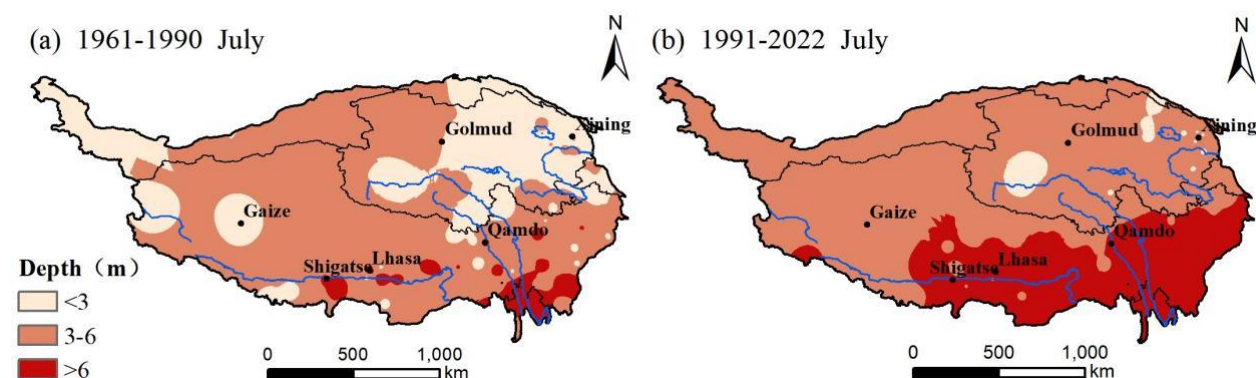 (a) 1961-1990 July
N
Golmud
Xining
Gaize
Qamdo
Lhasa
Shigatse
Depth（m）
<3
3-6
>6
0 500 1,000
km
(b) 1991-2022 July
N
Golmud
Xining
Gaize
Qamdo
Lhasa
Shigatse
0 500 1,000
km